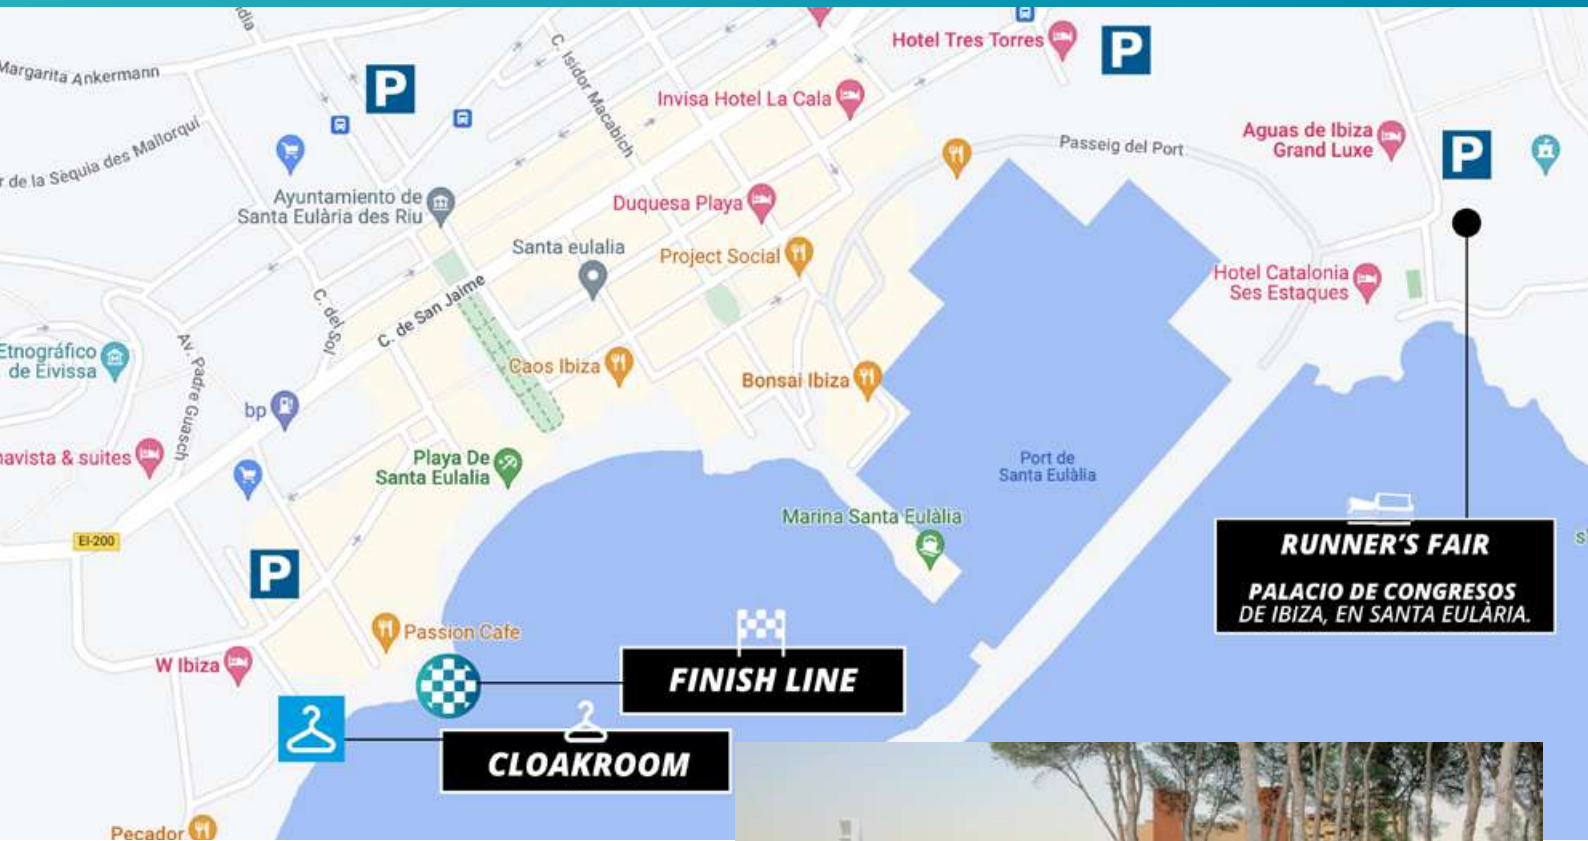 Margarita Ankermann
r de la Sèquia des Mallorquí
P
C. Isidor Macabich
Hotel Tres Torres
P
Invisa Hotel La Cala
Passeig del Port
Aguas de Ibiza
Grand Luxe
P
Ayuntamiento de
Santa Eulària des Riu
Duquesa Playa
Santa eulalia
Project Social
Hotel Catalonia
Ses Estaques
C. del Sol
C. de San Jaime
Etnográfico
de Eivissa
Av. Padre Guasch
Caos Ibiza
Bonsai Ibiza
bp
navista & suites
Playa De
Santa Eulalia
Port de
Santa Eulàlia
Marina Santa Eulàlia
EI-200
P
RUNNER'S FAIR
PALACIO DE CONGRESOS
DE IBIZA, EN SANTA EULÀRIA.
Passion Cafe
W Ibiza
FINISH LINE
CLOAKROOM
Pecador